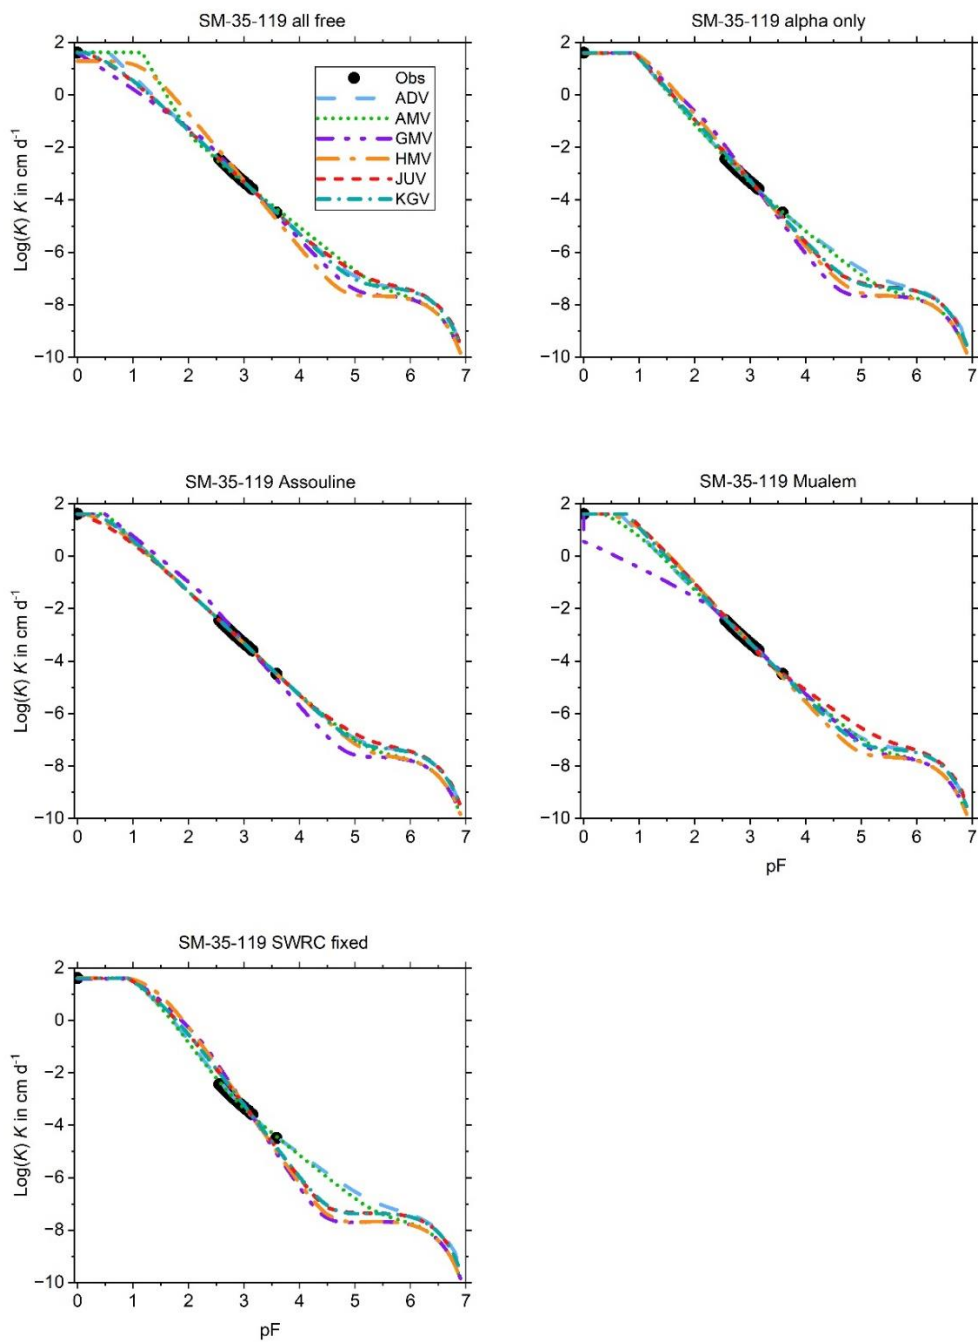 SM-35-119 all free
Log(K) K in cm d⁻¹
2
0
−2
−4
−6
−8
−10
Obs
ADV
AMV
GMV
HMV
JUV
KGV
0 1 2 3 4 5 6 7
SM-35-119 alpha only
2
0
−2
−4
−6
−8
−10
0 1 2 3 4 5 6 7
SM-35-119 Assouline
Log(K) K in cm d⁻¹
2
0
−2
−4
−6
−8
−10
0 1 2 3 4 5 6 7
SM-35-119 Mualem
2
0
−2
−4
−6
−8
−10
0 1 2 3 4 5 6 7
pF
SM-35-119 SWRC fixed
Log(K) K in cm d⁻¹
2
0
−2
−4
−6
−8
−10
0 1 2 3 4 5 6 7
pF